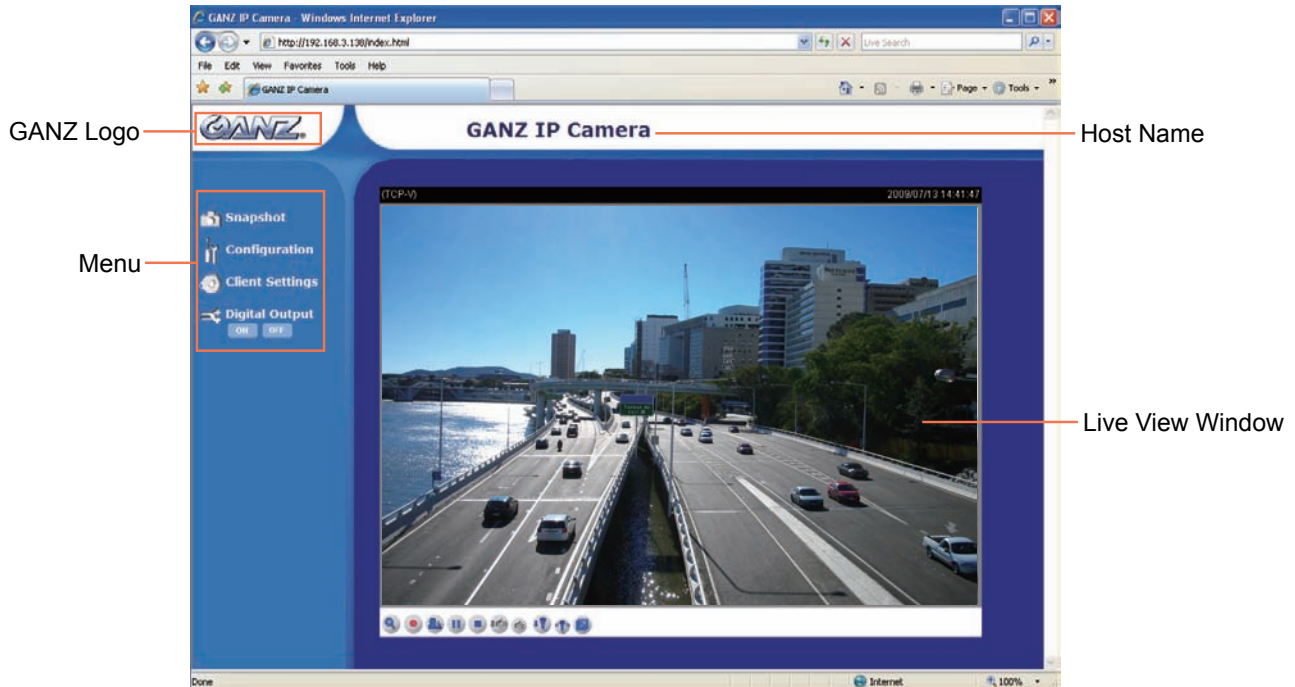 GANZ IP Camera - Windows Internet Explorer
http://192.168.3.138/index.html
Live Search
File Edit View Favorites Tools Help
GANZ IP Camera
Page
Tools
GANZ Logo
GANZ
GANZ IP Camera
Host Name
(TCP-V)
2009/07/13 14:41:47
Menu
Snapshot
Configuration
Client Settings
Digital Output
ON OFF
Live View Window
Done
Internet
100%